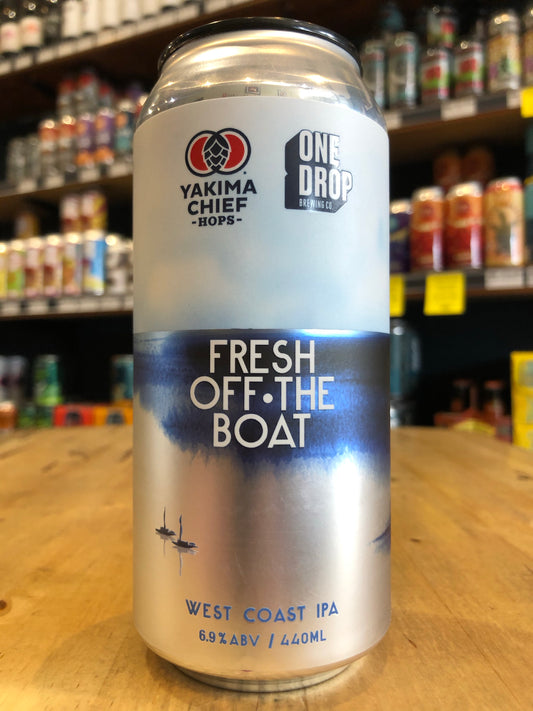 YAKIMA
CHIEF
-HOPS-
ONE
DROP
BREWING CO.
FRESH
OFF•THE
BOAT
WEST COAST IPA
6.9%ABV / 440ML